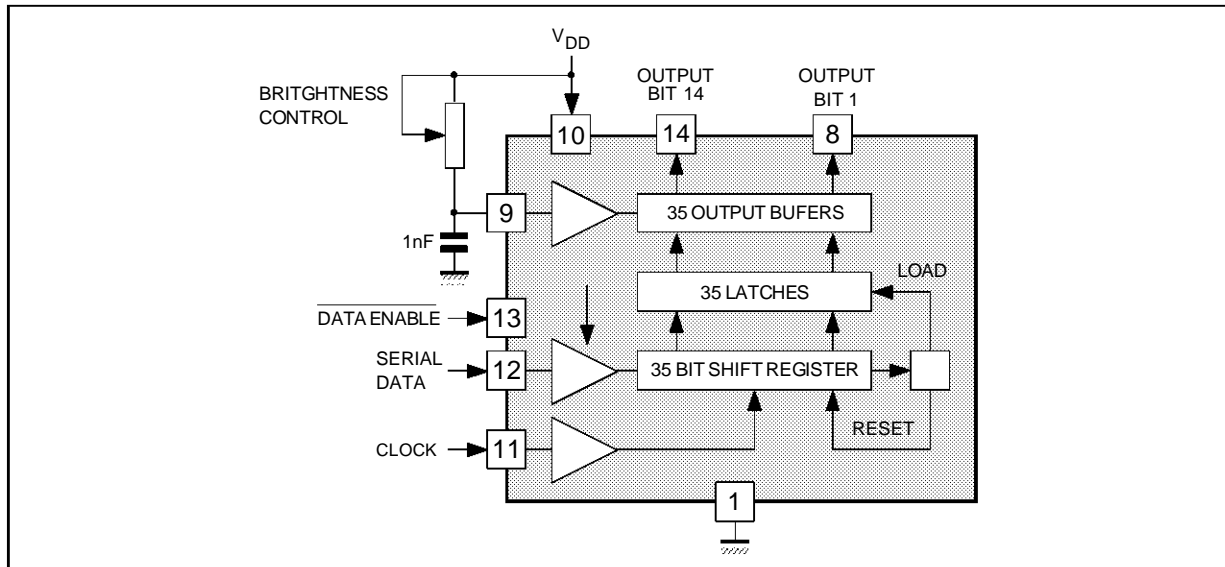 VDD
OUTPUT
BIT 14
OUTPUT
BIT 1
BRITGHTNESS
CONTROL
10
14
8
9
35 OUTPUT BUFERS
1nF
LOAD
35 LATCHES
DATA ENABLE
13
SERIAL
DATA
12
35 BIT SHIFT REGISTER
RESET
CLOCK
11
1